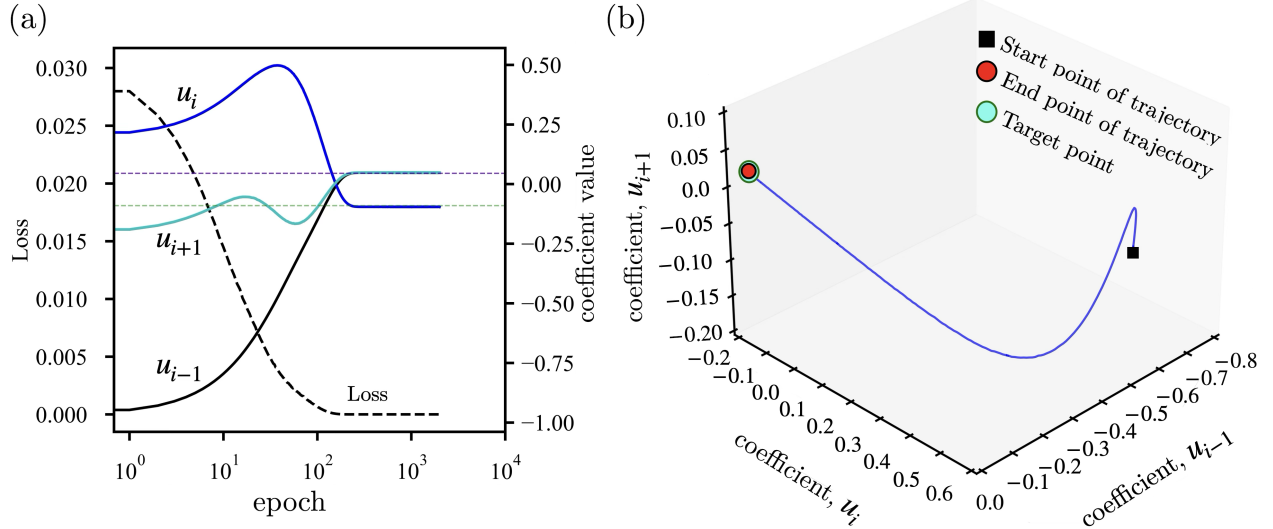 (a)
0.030
0.025
0.020
0.015
0.010
0.005
0.000
Loss
0.50
0.25
0.00
−0.25
−0.50
−0.75
−1.00
coefficient value
u_i
u_{i+1}
u_{i−1}
Loss
10^0
10^1
10^2
10^3
10^4
epoch
(b)
Start point of trajectory
End point of trajectory
Target point
0.10
0.05
0.0
−0.05
−0.10
−0.15
−0.20
coefficient, u_{i+1}
−0.2
−0.1
0.0
0.1
0.2
0.3
0.4
0.5
0.6
coefficient, u_i
0.0
−0.1
−0.2
−0.3
−0.4
−0.5
−0.6
−0.7
−0.8
coefficient, u_{i−1}